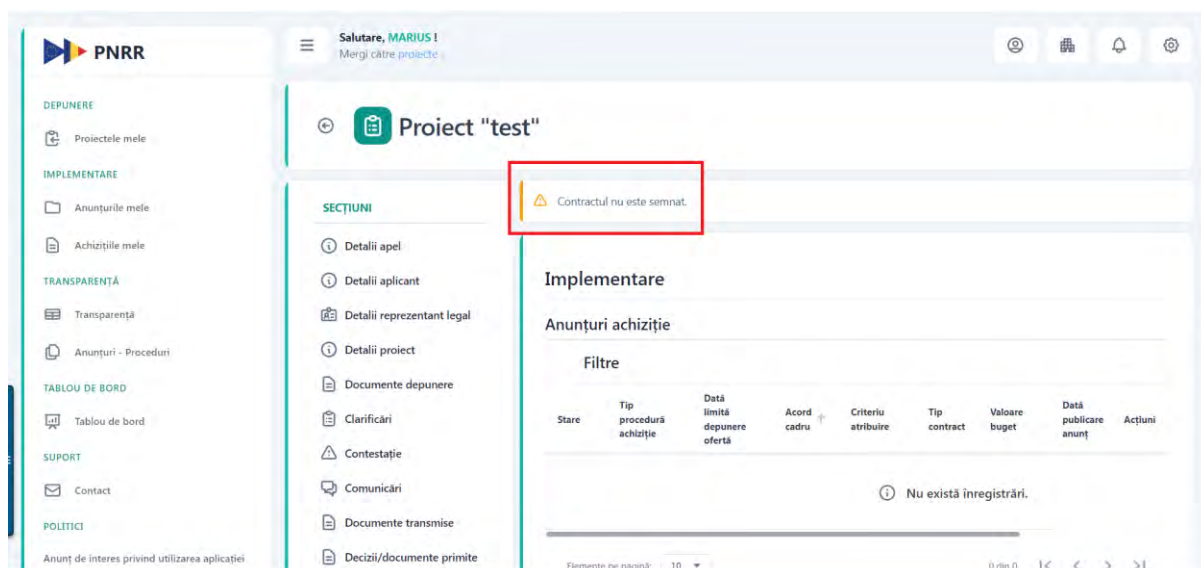 PNRR
Salutare, MARIUS !
Mergi către proiecte
DEPUNERE
Proiectele mele
IMPLEMENTARE
Anunțurile mele
Achizițiile mele
TRANSPARENȚĂ
Transparență
Anunțuri - Proceduri
TABLOU DE BORD
Tablou de bord
SUPORT
Contact
POLITICI
Anunț de interes privind utilizarea aplicației
Proiect "test"
SECȚIUNI
Detalii apel
Detalii aplicant
Detalii reprezentant legal
Detalii proiect
Documente depunere
Clarificări
Contestație
Comunicări
Documente transmise
Decizii/documente primite
Contractul nu este semnat.
Implementare
Anunțuri achiziție
Filtre
Stare
Tip
procedură
achiziție
Dată
limită
depunere
ofertă
Acord
cadru
Criteriu
atribuire
Tip
contract
Valoare
buget
Dată
publicare
anunț
Acțiuni
Nu există înregistrări.
Elemente pe pagină: 10
0 din 0